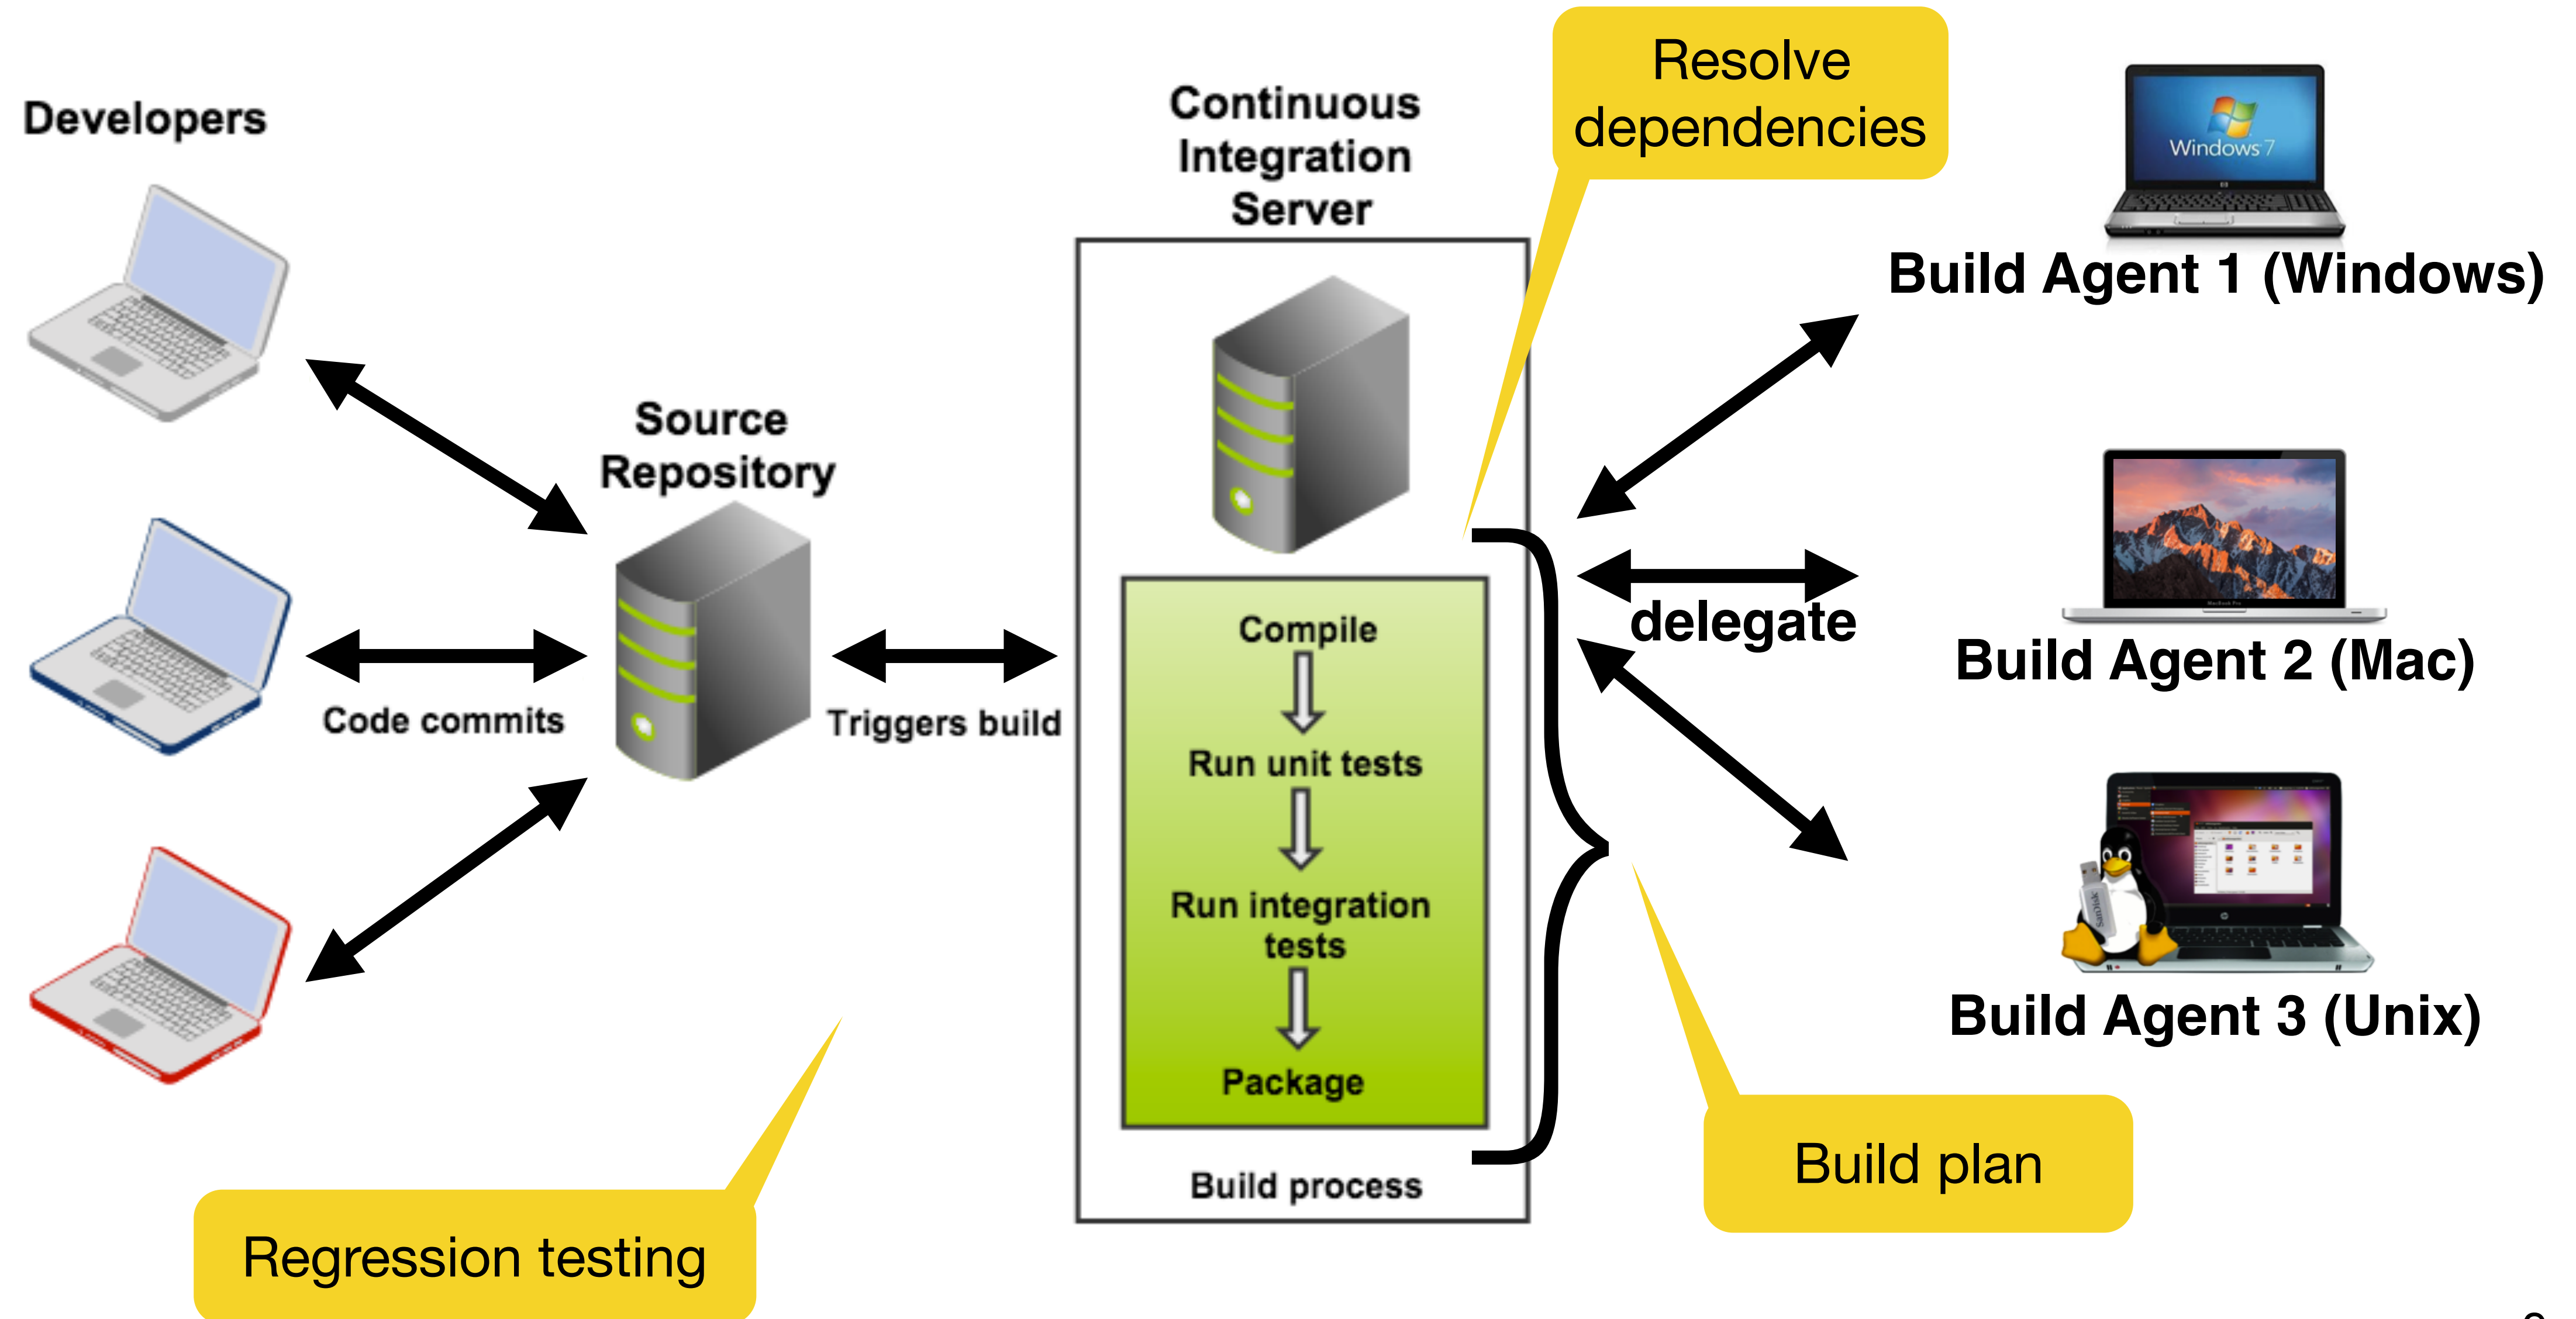 Developers
Source
Repository
Code commits
Triggers build
Continuous
Integration
Server
Compile
Run unit tests
Run integration
tests
Package
Build process
Resolve
dependencies
Regression testing
Build plan
delegate
Windows 7
Build Agent 1 (Windows)
Build Agent 2 (Mac)
SanDisk
Build Agent 3 (Unix)